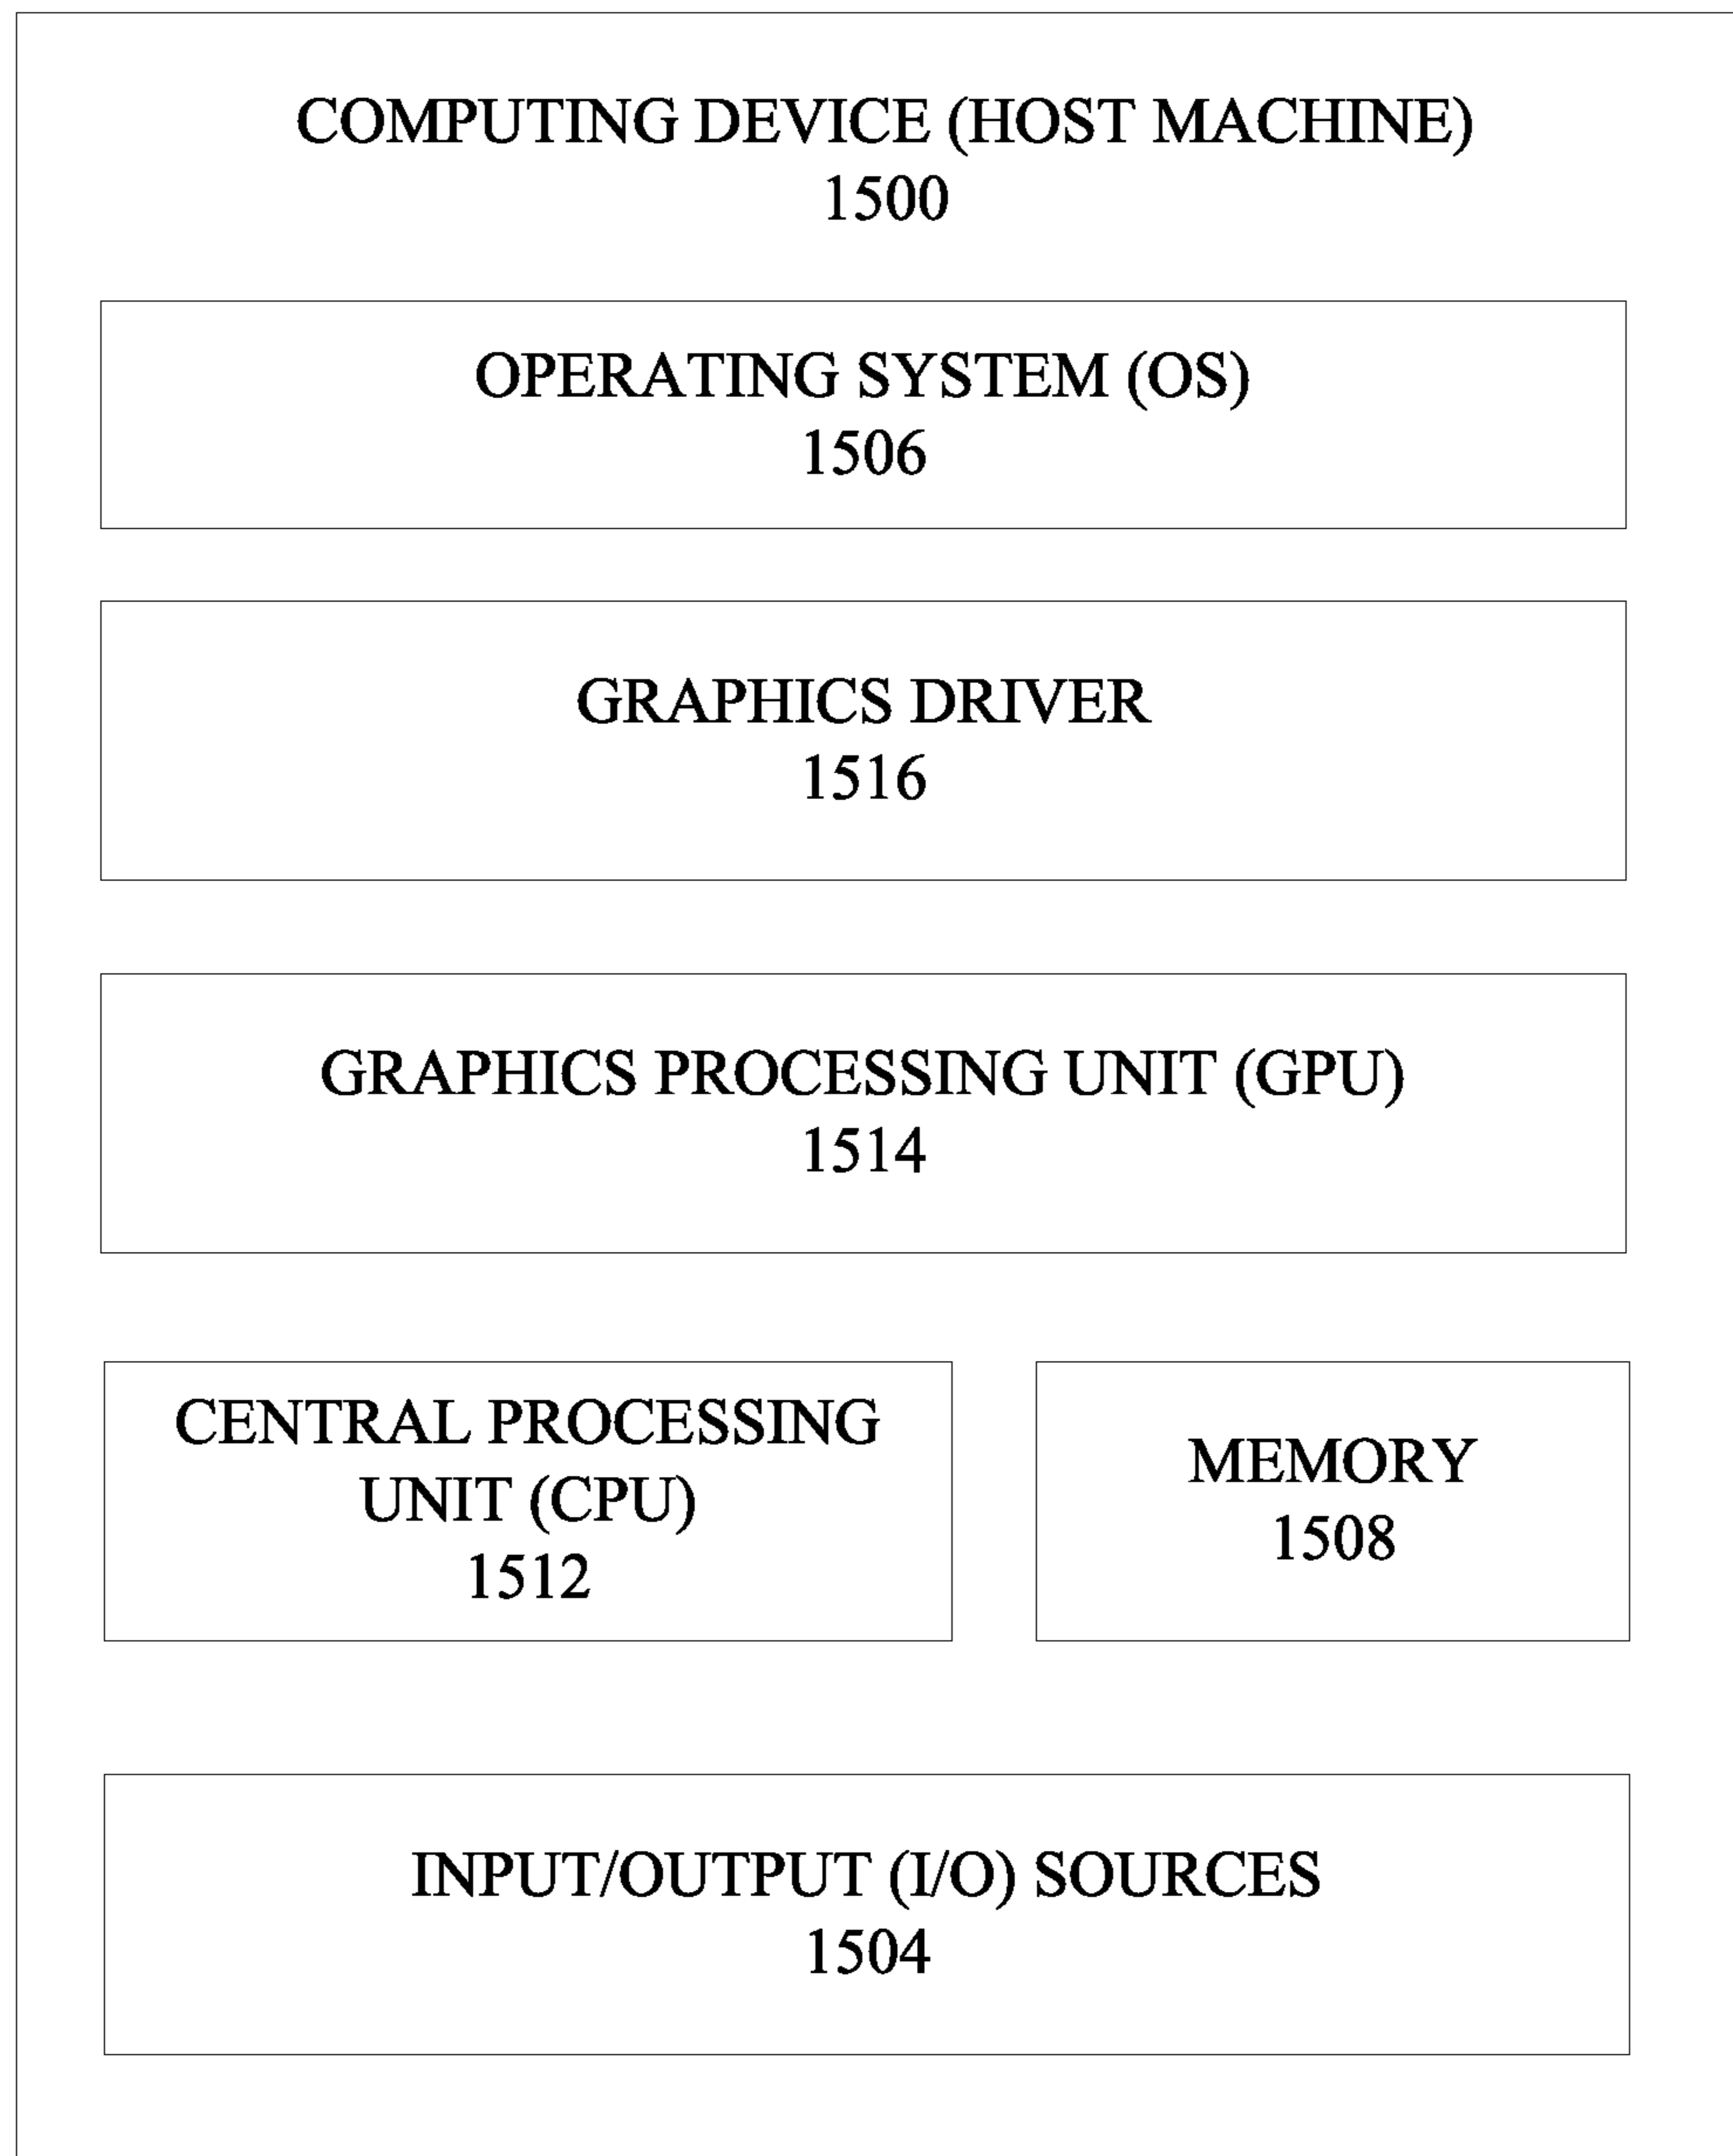 COMPUTING DEVICE (HOST MACHINE)
1500
OPERATING SYSTEM (OS)
1506
GRAPHICS DRIVER
1516
GRAPHICS PROCESSING UNIT (GPU)
1514
CENTRAL PROCESSING
UNIT (CPU)
1512
MEMORY
1508
INPUT/OUTPUT (I/O) SOURCES
1504